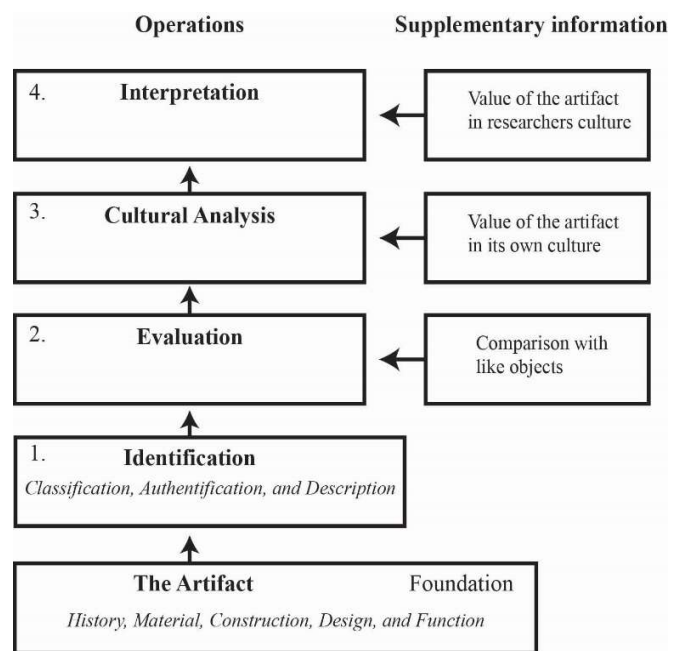 Operations
Supplementary information
4.
Interpretation
Value of the artifact
in researchers culture
3.
Cultural Analysis
Value of the artifact
in its own culture
2.
Evaluation
Comparison with
like objects
1.
Identification
Classification, Authentification, and Description
The Artifact
Foundation
History, Material, Construction, Design, and Function